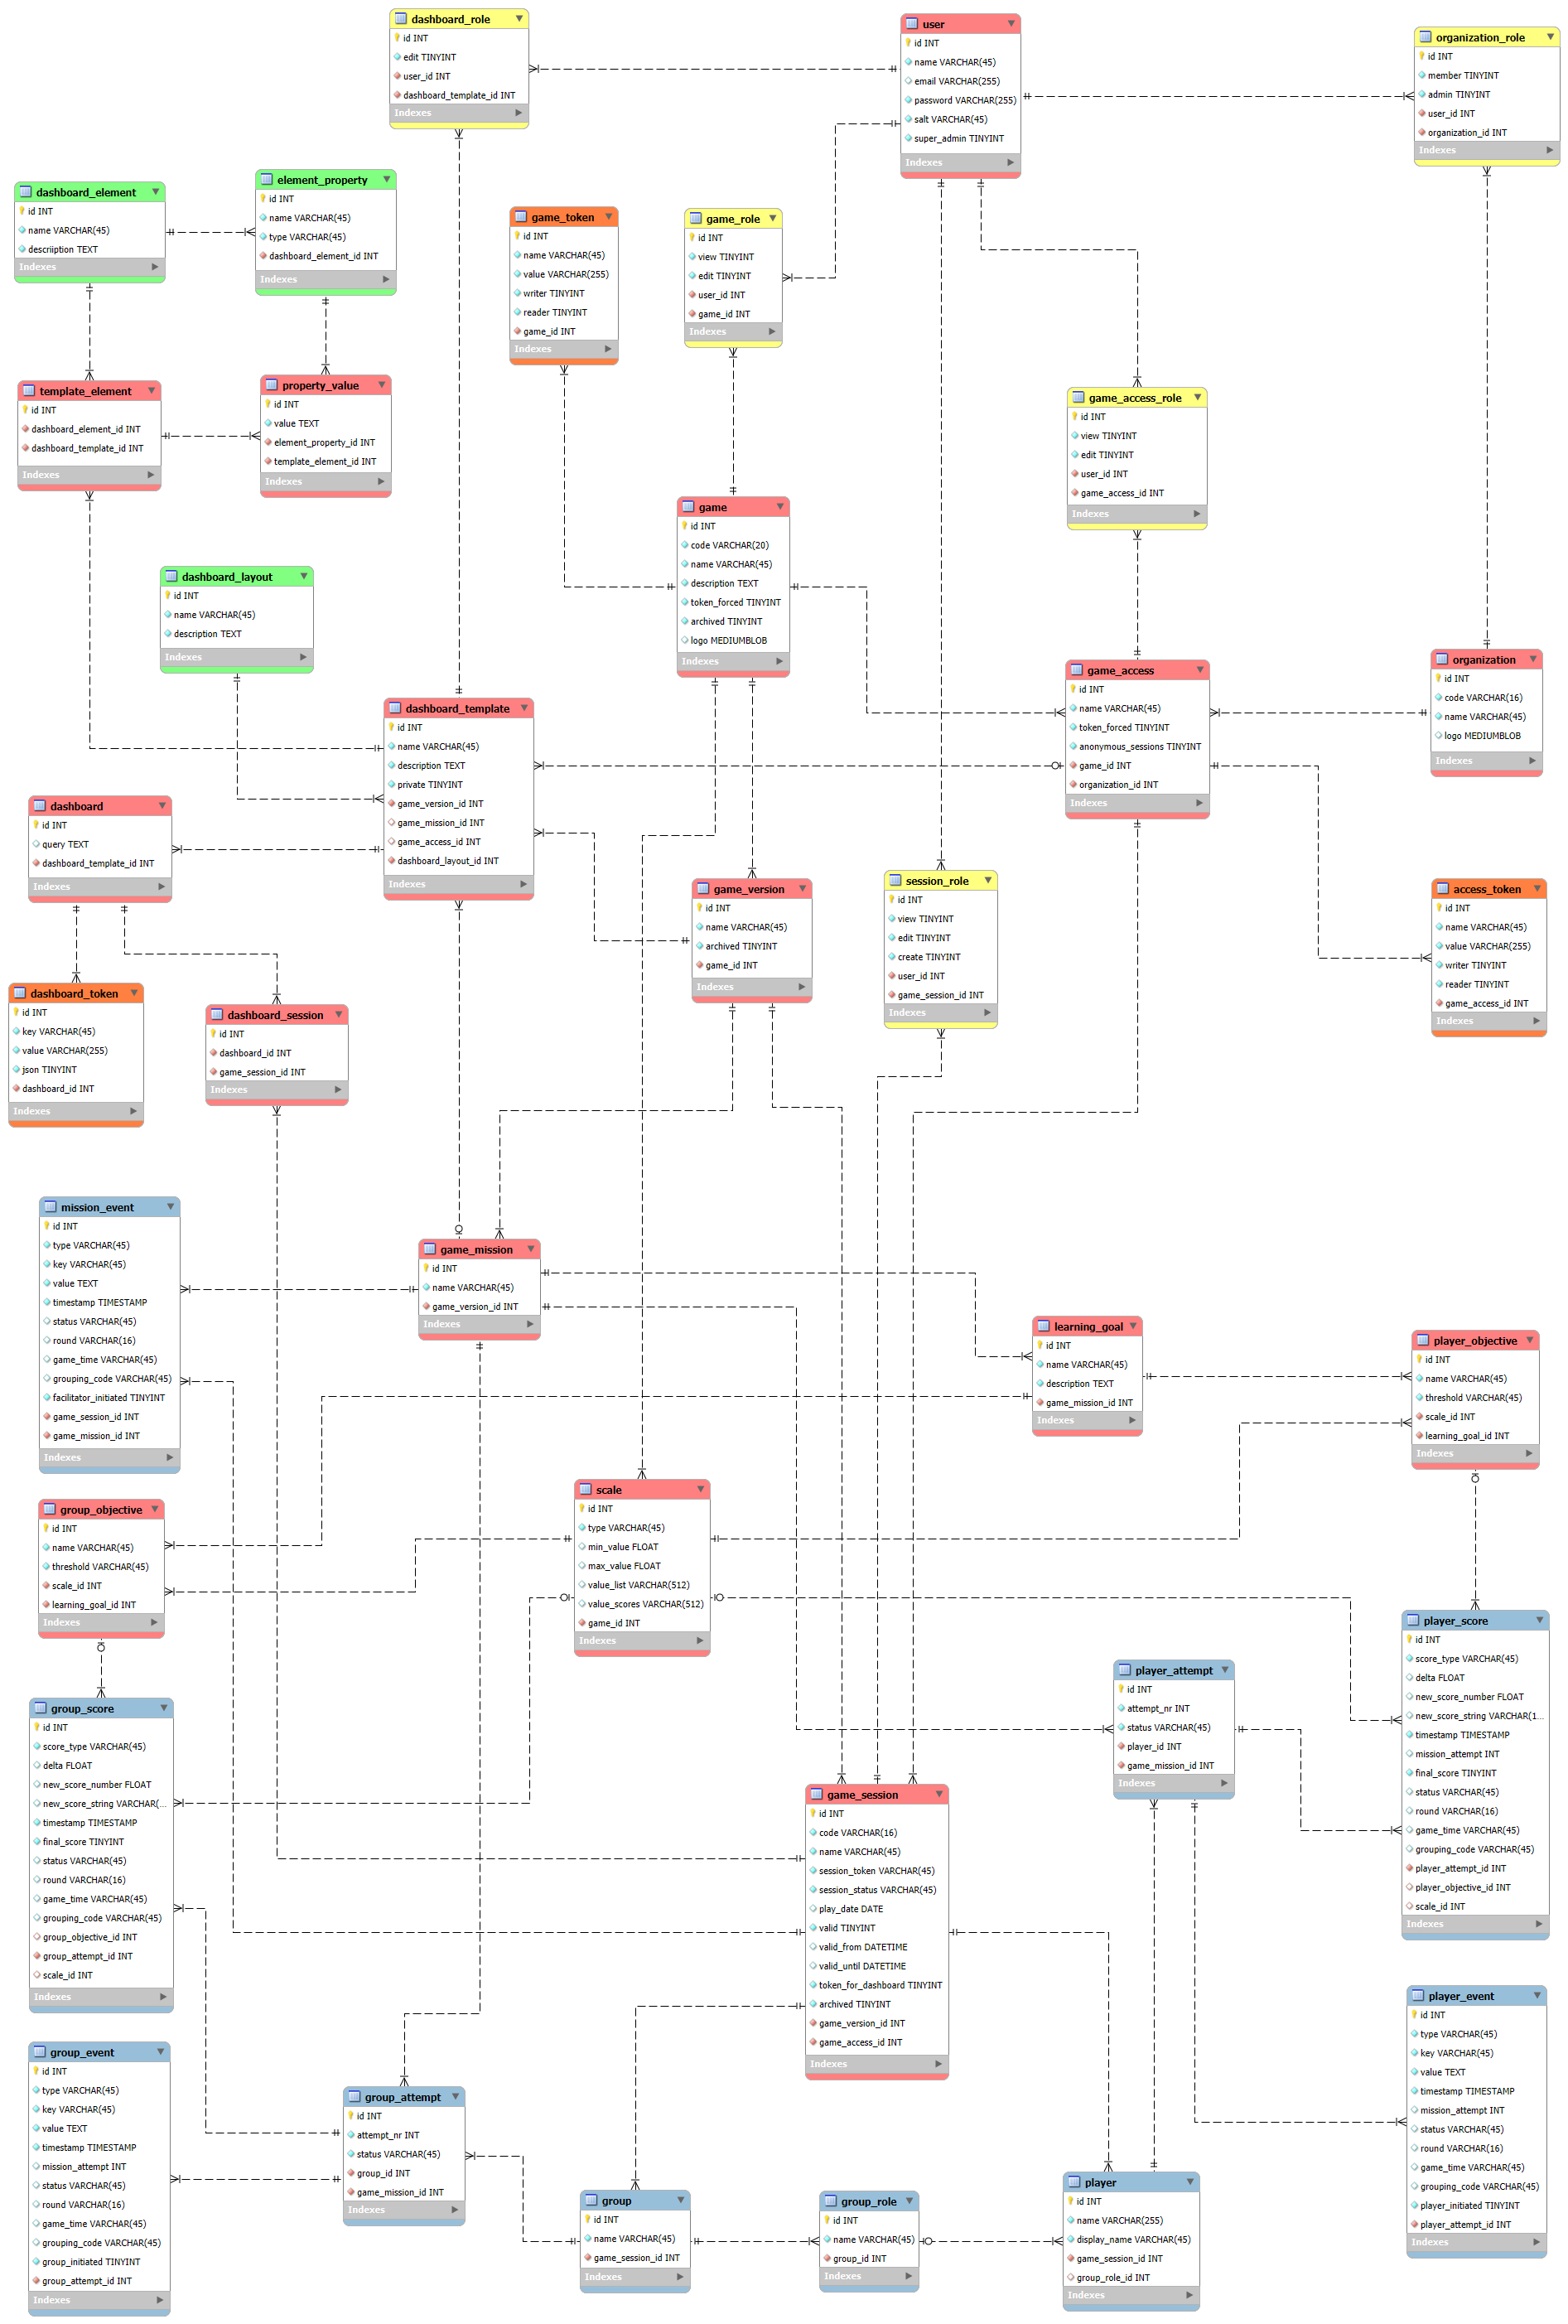 dashboard_role
id INT
edit TINYINT
user_id INT
dashboard_template_id INT
Indexes
user
id INT
name VARCHAR(45)
email VARCHAR(255)
password VARCHAR(255)
salt VARCHAR(45)
super_admin TINYINT
Indexes
organization_role
id INT
member TINYINT
admin TINYINT
user_id INT
organization_id INT
Indexes
dashboard_element
id INT
name VARCHAR(45)
descriiption TEXT
Indexes
element_property
id INT
name VARCHAR(45)
type VARCHAR(45)
dashboard_element_id INT
Indexes
game_token
id INT
name VARCHAR(45)
value VARCHAR(255)
writer TINYINT
reader TINYINT
game_id INT
Indexes
game_role
id INT
view TINYINT
edit TINYINT
user_id INT
game_id INT
Indexes
template_element
id INT
dashboard_element_id INT
dashboard_template_id INT
Indexes
property_value
id INT
value TEXT
element_property_id INT
template_element_id INT
Indexes
game_access_role
id INT
view TINYINT
edit TINYINT
user_id INT
game_access_id INT
Indexes
game
id INT
code VARCHAR(20)
name VARCHAR(45)
description TEXT
token_forced TINYINT
archived TINYINT
logo MEDIUMBLOB
Indexes
dashboard_layout
id INT
name VARCHAR(45)
description TEXT
Indexes
dashboard_template
id INT
name VARCHAR(45)
description TEXT
private TINYINT
game_version_id INT
game_mission_id INT
game_access_id INT
dashboard_layout_id INT
Indexes
game_access
id INT
name VARCHAR(45)
token_forced TINYINT
anonymous_sessions TINYINT
game_id INT
organization_id INT
Indexes
organization
id INT
code VARCHAR(16)
name VARCHAR(45)
logo MEDIUMBLOB
Indexes
dashboard
id INT
query TEXT
dashboard_template_id INT
Indexes
game_version
id INT
name VARCHAR(45)
archived TINYINT
game_id INT
Indexes
session_role
id INT
view TINYINT
edit TINYINT
create TINYINT
user_id INT
game_session_id INT
Indexes
access_token
id INT
name VARCHAR(45)
value VARCHAR(255)
writer TINYINT
reader TINYINT
game_access_id INT
Indexes
dashboard_token
id INT
key VARCHAR(45)
value VARCHAR(255)
json TINYINT
dashboard_id INT
Indexes
dashboard_session
id INT
dashboard_id INT
game_session_id INT
Indexes
mission_event
id INT
type VARCHAR(45)
key VARCHAR(45)
value TEXT
timestamp TIMESTAMP
status VARCHAR(45)
round VARCHAR(16)
game_time VARCHAR(45)
grouping_code VARCHAR(45)
facilitator_initiated TINYINT
game_session_id INT
game_mission_id INT
Indexes
game_mission
id INT
name VARCHAR(45)
game_version_id INT
Indexes
learning_goal
id INT
name VARCHAR(45)
description TEXT
game_mission_id INT
Indexes
player_objective
id INT
name VARCHAR(45)
threshold VARCHAR(45)
scale_id INT
learning_goal_id INT
Indexes
group_objective
id INT
name VARCHAR(45)
threshold VARCHAR(45)
scale_id INT
learning_goal_id INT
Indexes
scale
id INT
type VARCHAR(45)
min_value FLOAT
max_value FLOAT
value_list VARCHAR(512)
value_scores VARCHAR(512)
game_id INT
Indexes
player_score
id INT
score_type VARCHAR(45)
delta FLOAT
new_score_number FLOAT
new_score_string VARCHAR(1...
timestamp TIMESTAMP
mission_attempt INT
final_score TINYINT
status VARCHAR(45)
round VARCHAR(16)
game_time VARCHAR(45)
grouping_code VARCHAR(45)
player_attempt_id INT
player_objective_id INT
scale_id INT
Indexes
player_attempt
id INT
attempt_nr INT
status VARCHAR(45)
player_id INT
game_mission_id INT
Indexes
group_score
id INT
score_type VARCHAR(45)
delta FLOAT
new_score_number FLOAT
new_score_string VARCHAR(...
timestamp TIMESTAMP
final_score TINYINT
status VARCHAR(45)
round VARCHAR(16)
game_time VARCHAR(45)
grouping_code VARCHAR(45)
group_objective_id INT
group_attempt_id INT
scale_id INT
Indexes
game_session
id INT
code VARCHAR(16)
name VARCHAR(45)
session_token VARCHAR(45)
session_status VARCHAR(45)
play_date DATE
valid TINYINT
valid_from DATETIME
valid_until DATETIME
token_for_dashboard TINYINT
archived TINYINT
game_version_id INT
game_access_id INT
Indexes
player_event
id INT
type VARCHAR(45)
key VARCHAR(45)
value TEXT
timestamp TIMESTAMP
mission_attempt INT
status VARCHAR(45)
round VARCHAR(16)
game_time VARCHAR(45)
grouping_code VARCHAR(45)
player_initiated TINYINT
player_attempt_id INT
Indexes
group_event
id INT
type VARCHAR(45)
key VARCHAR(45)
value TEXT
timestamp TIMESTAMP
mission_attempt INT
status VARCHAR(45)
round VARCHAR(16)
game_time VARCHAR(45)
grouping_code VARCHAR(45)
group_initiated TINYINT
group_attempt_id INT
Indexes
group_attempt
id INT
attempt_nr INT
status VARCHAR(45)
group_id INT
game_mission_id INT
Indexes
group
id INT
name VARCHAR(45)
game_session_id INT
Indexes
group_role
id INT
name VARCHAR(45)
group_id INT
Indexes
player
id INT
name VARCHAR(255)
display_name VARCHAR(45)
game_session_id INT
group_role_id INT
Indexes